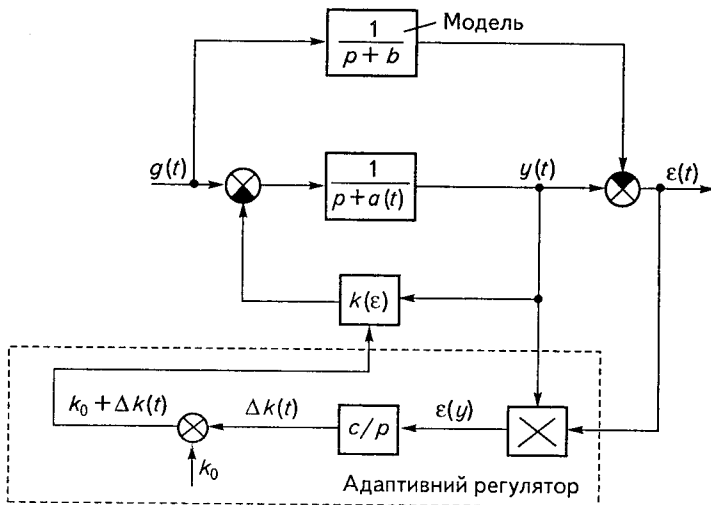 Модель
1
p + b
g(t)
1
p + a(t)
y(t)
ε(t)
k(ε)
k₀ + Δk(t)
Δk(t)
c/p
ε(y)
k₀
Адаптивний регулятор